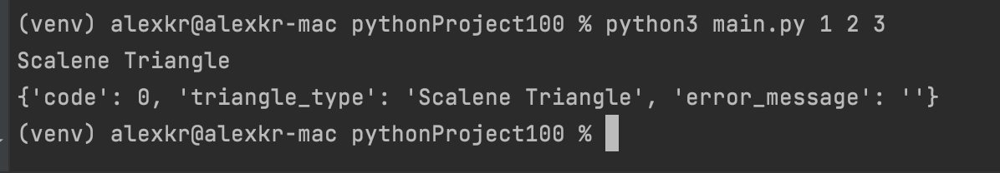 (venv) alexkr@alexkr-mac pythonProject100 % python3 main.py 1 2 3
Scalene Triangle
{'code': 0, 'triangle_type': 'Scalene Triangle', 'error_message': ''}
(venv) alexkr@alexkr-mac pythonProject100 %